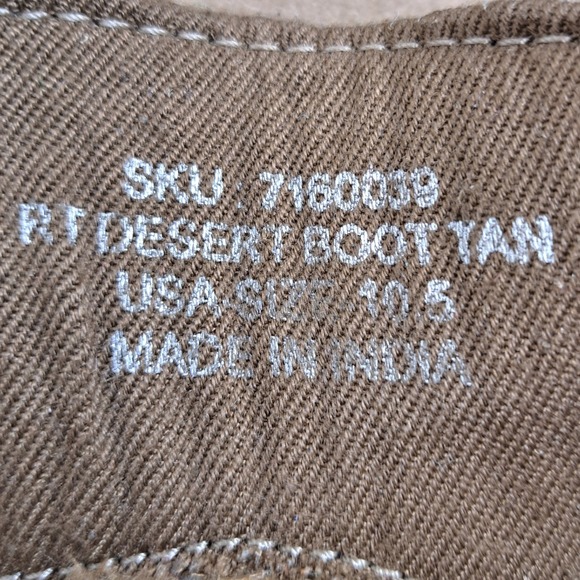 SKU : 7160039
RT DESERT BOOT TAN
USA-SIZE 10.5
MADE IN INDIA